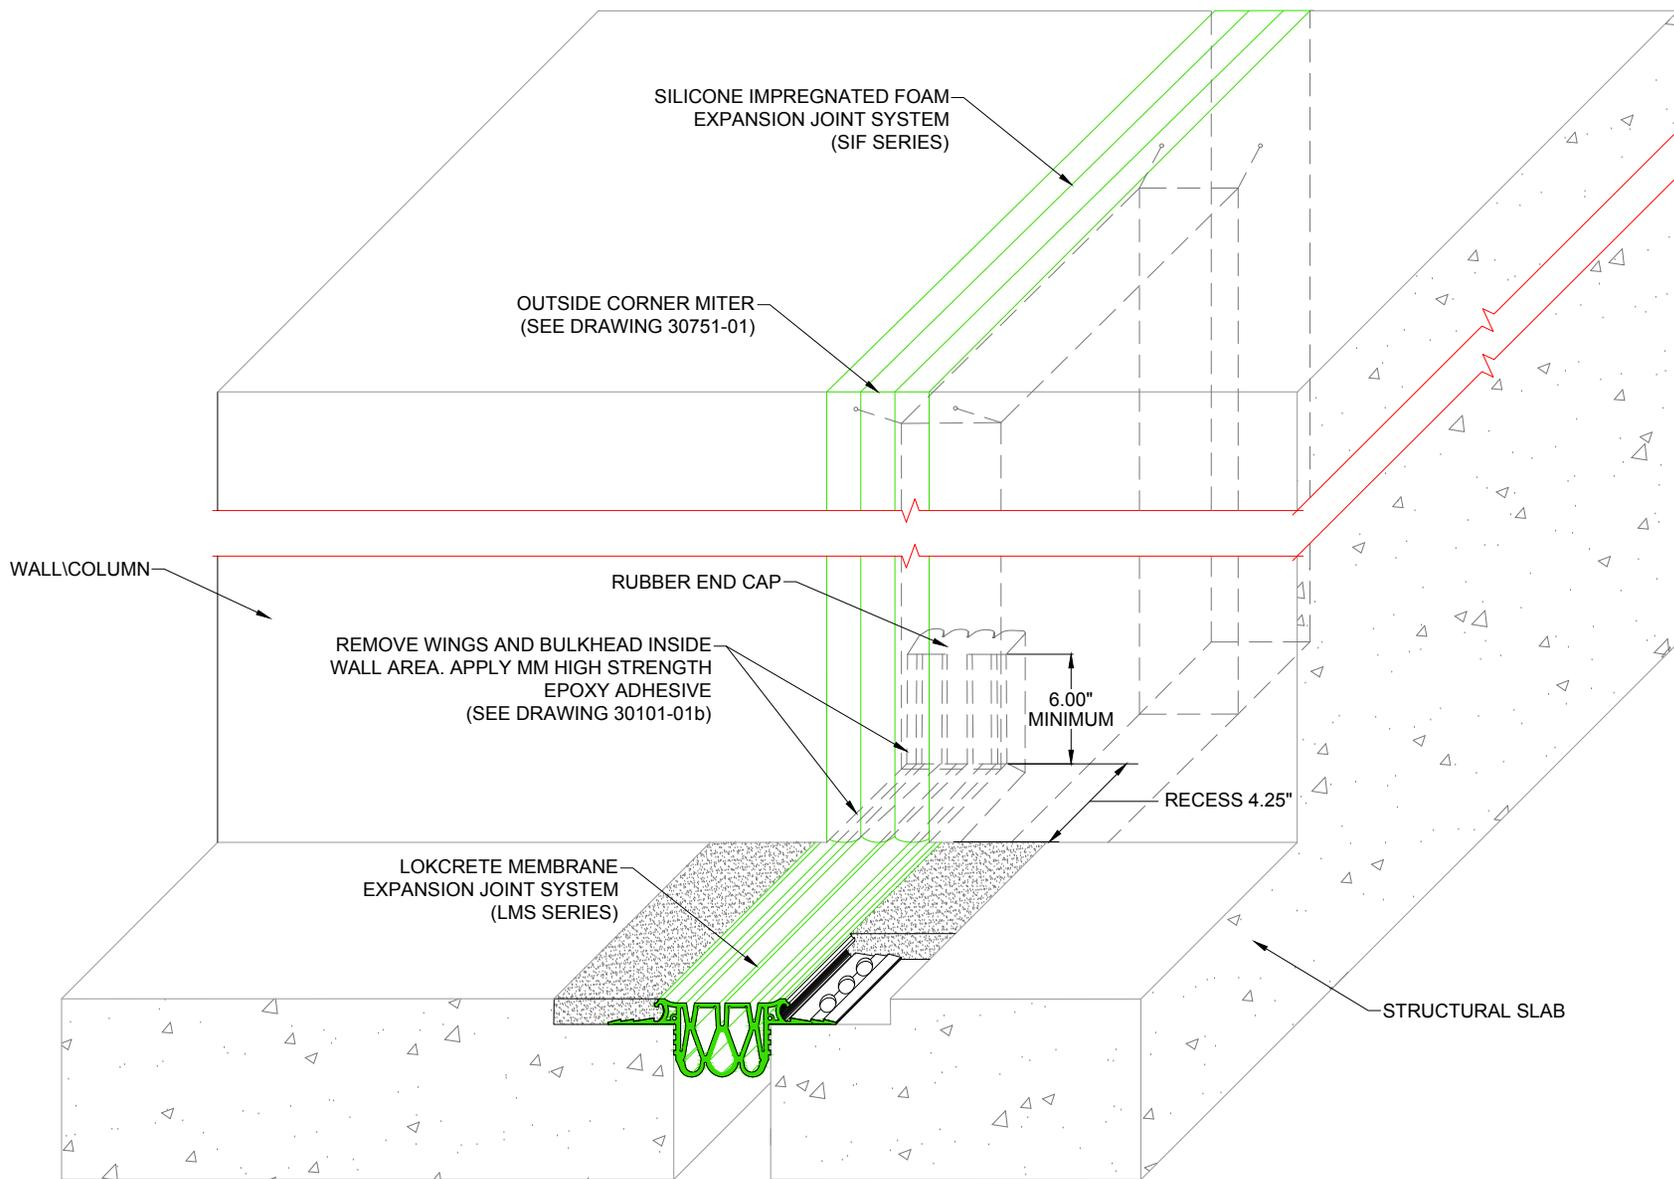 SILICONE IMPREGNATED FOAM
EXPANSION JOINT SYSTEM
(SIF SERIES)
OUTSIDE CORNER MITER
(SEE DRAWING 30751-01)
WALL\COLUMN
RUBBER END CAP
REMOVE WINGS AND BULKHEAD INSIDE
WALL AREA. APPLY MM HIGH STRENGTH
EPOXY ADHESIVE
(SEE DRAWING 30101-01b)
6.00"
MINIMUM
RECESS 4.25"
LOKCRETE MEMBRANE
EXPANSION JOINT SYSTEM
(LMS SERIES)
STRUCTURAL SLAB